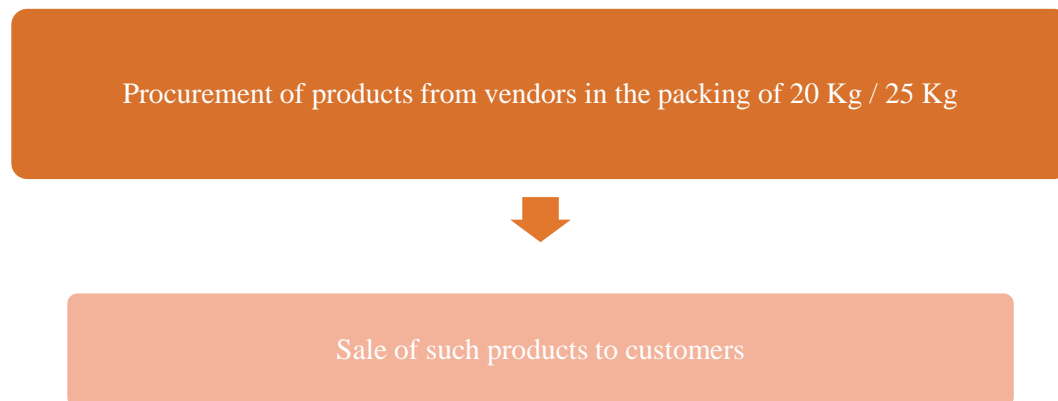 Procurement of products from vendors in the packing of 20 Kg / 25 Kg
Sale of such products to customers